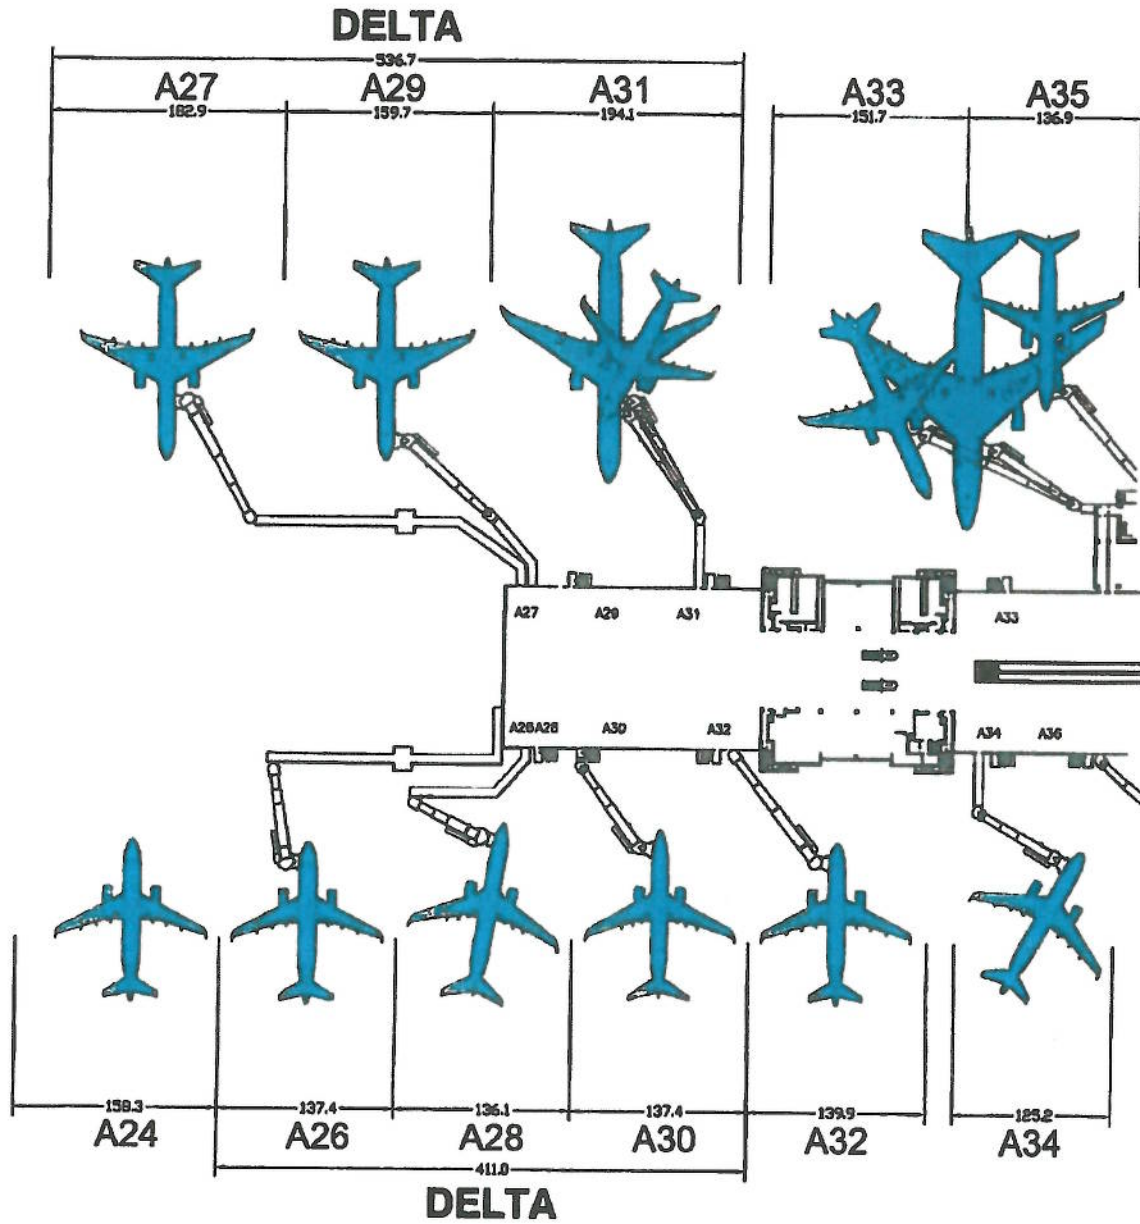 DELTA
536.7
A27 A29 A31 A33 A35
182.9 159.7 194.1 151.7 136.9
A27 A29 A31 A33
A26 A28 A30 A32 A34 A36
158.3 137.4 136.1 137.4 139.9 125.2
A24 A26 A28 A30 A32 A34
411.0
DELTA